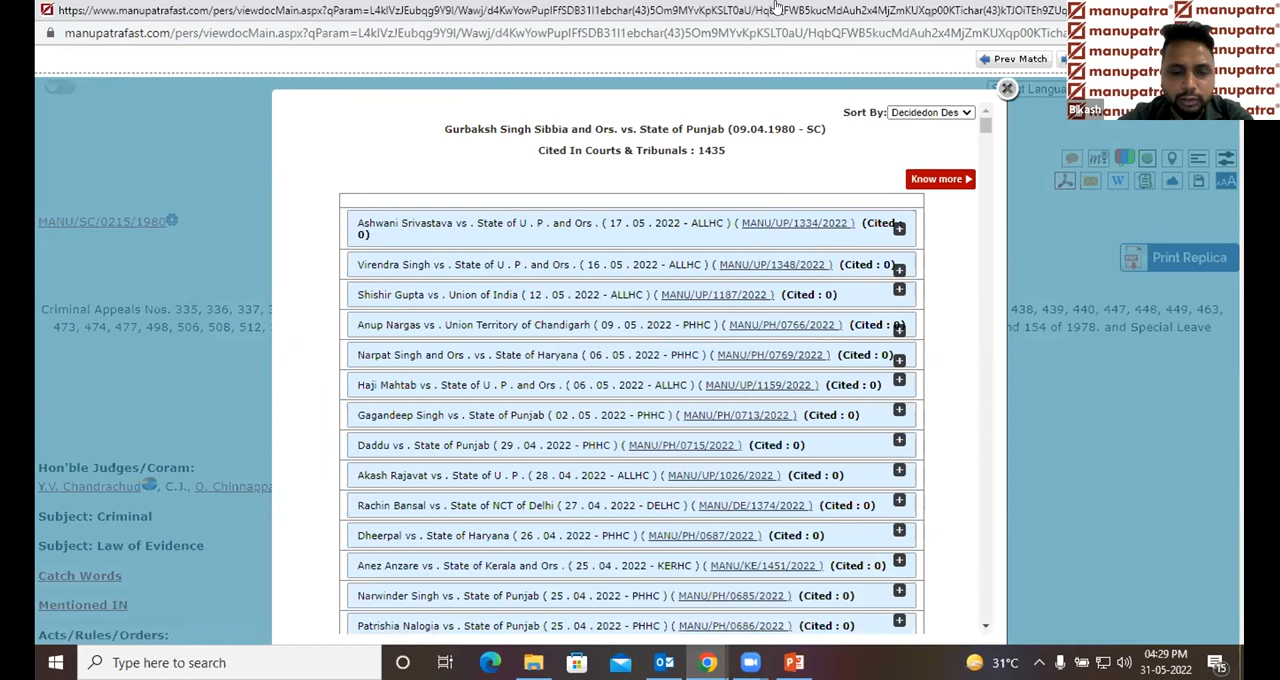 https://www.manupatrafast.com/pers/viewdocMain.aspx?
manupatrafast.com/pers/viewdocMain.aspx?
manupatra manupatra
manupatra
Bikash
Prev Match
Sort By: Decidedon Des
Gurbaksh Singh Sibbia and Ors. vs. State of Punjab (09.04.1980 - SC)
Cited In Courts & Tribunals : 1435
Know more
MANU/SC/0215/1980
Print Replica
Ashwani Srivastava vs . State of U . P . and Ors . ( 17 . 05 . 2022 - ALLHC ) ( MANU/UP/1334/2022 ) (Cited :
0)
Virendra Singh vs . State of U . P . and Ors . ( 16 . 05 . 2022 - ALLHC ) ( MANU/UP/1348/2022 ) (Cited : 0)
Shishir Gupta vs . Union of India ( 12 . 05 . 2022 - ALLHC ) ( MANU/UP/1187/2022 ) (Cited : 0)
Criminal Appeals Nos. 335, 336, 337, 438, 439, 440, 447, 448, 449, 463,
Anup Nargas vs . Union Territory of Chandigarh ( 09 . 05 . 2022 - PHHC ) ( MANU/PH/0766/2022 ) (Cited : 0)
473, 474, 477, 498, 506, 508, 512, 154 of 1978. and Special Leave
Narpat Singh and Ors . vs . State of Haryana ( 06 . 05 . 2022 - PHHC ) ( MANU/PH/0769/2022 ) (Cited : 0)
Haji Mahtab vs . State of U . P . and Ors . ( 06 . 05 . 2022 - ALLHC ) ( MANU/UP/1159/2022 ) (Cited : 0)
Gagandeep Singh vs . State of Punjab ( 02 . 05 . 2022 - PHHC ) ( MANU/PH/0713/2022 ) (Cited : 0)
Daddu vs . State of Punjab ( 29 . 04 . 2022 - PHHC ) ( MANU/PH/0715/2022 ) (Cited : 0)
Akash Rajavat vs . State of U . P . ( 28 . 04 . 2022 - ALLHC ) ( MANU/UP/1026/2022 ) (Cited : 0)
Rachin Bansal vs . State of NCT of Delhi ( 27 . 04 . 2022 - DELHC ) ( MANU/DE/1374/2022 ) (Cited : 0)
Dheerpal vs . State of Haryana ( 26 . 04 . 2022 - PHHC ) ( MANU/PH/0687/2022 ) (Cited : 0)
Anez Anzare vs . State of Kerala and Ors . ( 25 . 04 . 2022 - KERHC ) ( MANU/KE/1451/2022 ) (Cited : 0)
Narwinder Singh vs . State of Punjab ( 25 . 04 . 2022 - PHHC ) ( MANU/PH/0685/2022 ) (Cited : 0)
Patrishia Nalogia vs . State of Punjab ( 25 . 04 . 2022 - PHHC ) ( MANU/PH/0686/2022 ) (Cited : 0)
Hon'ble Judges/Coram:
Y.V. Chandrachud, C.J., O. Chinnappa
Subject: Criminal
Subject: Law of Evidence
Catch Words
Mentioned IN
Acts/Rules/Orders:
Type here to search
31°C
04:29 PM
31-05-2022
15